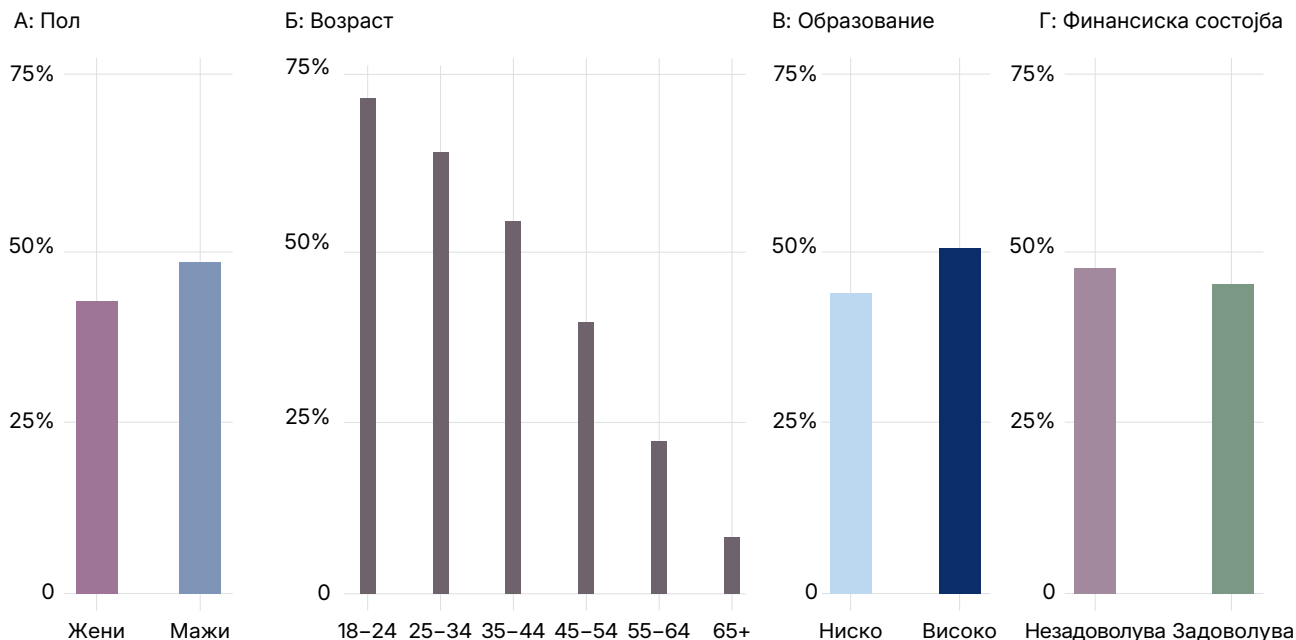 А: Пол
75%
50%
25%
0
Жени Мажи
Б: Возраст
75%
50%
25%
0
18–24 25–34 35–44 45–54 55–64 65+
В: Образование
75%
50%
25%
0
Ниско Високо
Г: Финансиска состојба
75%
50%
25%
0
Незадоволува Задоволува